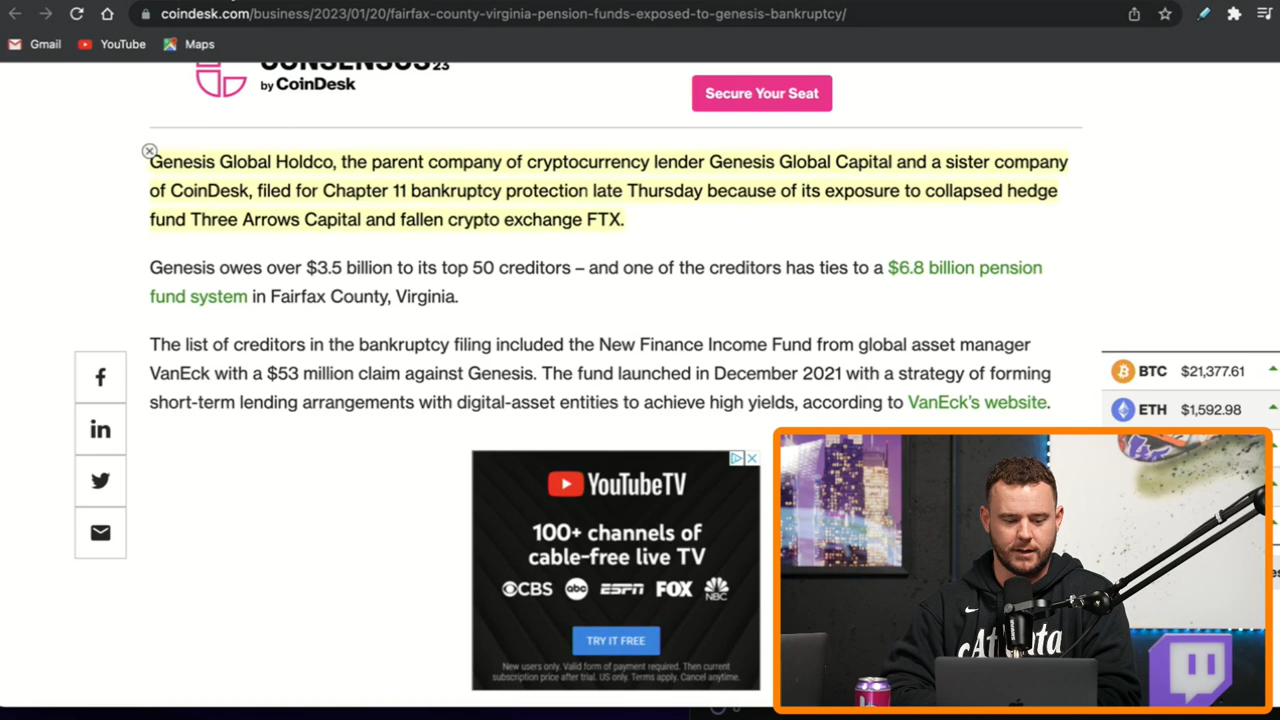 coindesk.com/business/2023/01/20/fairfax-county-virginia-pension-funds-exposed-to-genesis-bankruptcy/
Gmail YouTube Maps
CONSENSUS 23
by CoinDesk
Secure Your Seat
Genesis Global Holdco, the parent company of cryptocurrency lender Genesis Global Capital and a sister company
of CoinDesk, filed for Chapter 11 bankruptcy protection late Thursday because of its exposure to collapsed hedge
fund Three Arrows Capital and fallen crypto exchange FTX.
Genesis owes over $3.5 billion to its top 50 creditors – and one of the creditors has ties to a $6.8 billion pension
fund system in Fairfax County, Virginia.
The list of creditors in the bankruptcy filing included the New Finance Income Fund from global asset manager
VanEck with a $53 million claim against Genesis. The fund launched in December 2021 with a strategy of forming
short-term lending arrangements with digital-asset entities to achieve high yields, according to VanEck's website.
BTC $21,377.61
ETH $1,592.98
YouTubeTV
100+ channels of
cable-free live TV
CBS abc ESPN FOX NBC
TRY IT FREE
New users only. Valid form of payment required. Then current
subscription price after trial. US only. Terms apply. Cancel anytime.
Atlanta